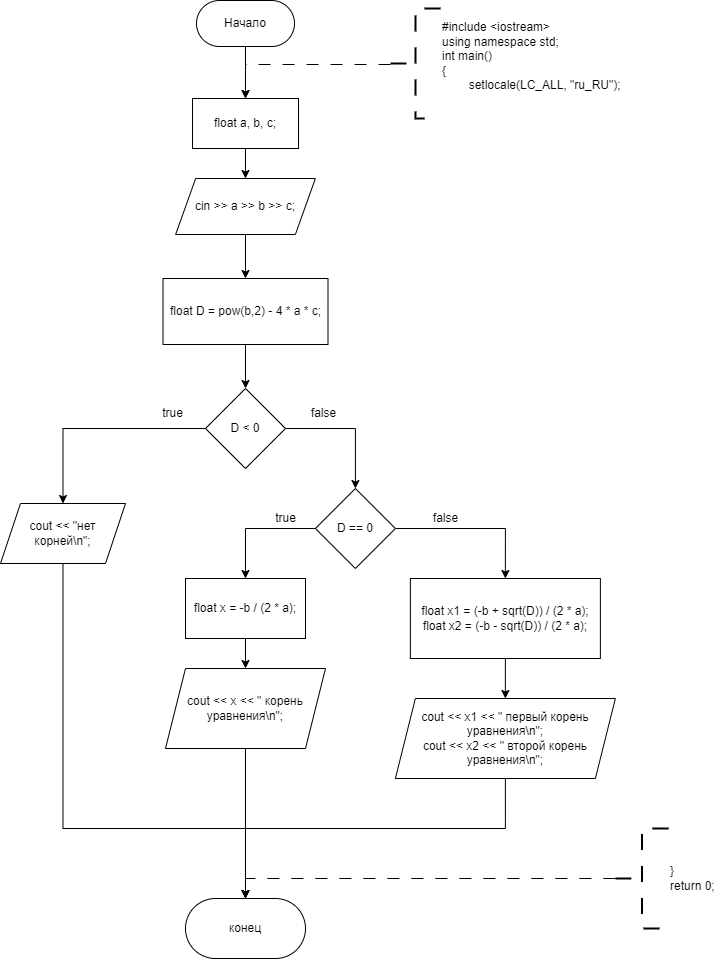 Начало
#include <iostream>
using namespace std;
int main()
{
setlocale(LC_ALL, "ru_RU");
float a, b, c;
cin >> a >> b >> c;
float D = pow(b,2) - 4 * a * c;
true
D < 0
false
cout << "нет
корней\n";
true
D == 0
false
float x = -b / (2 * a);
float x1 = (-b + sqrt(D)) / (2 * a);
float x2 = (-b - sqrt(D)) / (2 * a);
cout << x << " корень
уравнения\n";
cout << x1 << " первый корень
уравнения\n";
cout << x2 << " второй корень
уравнения\n";
}
return 0;
конец